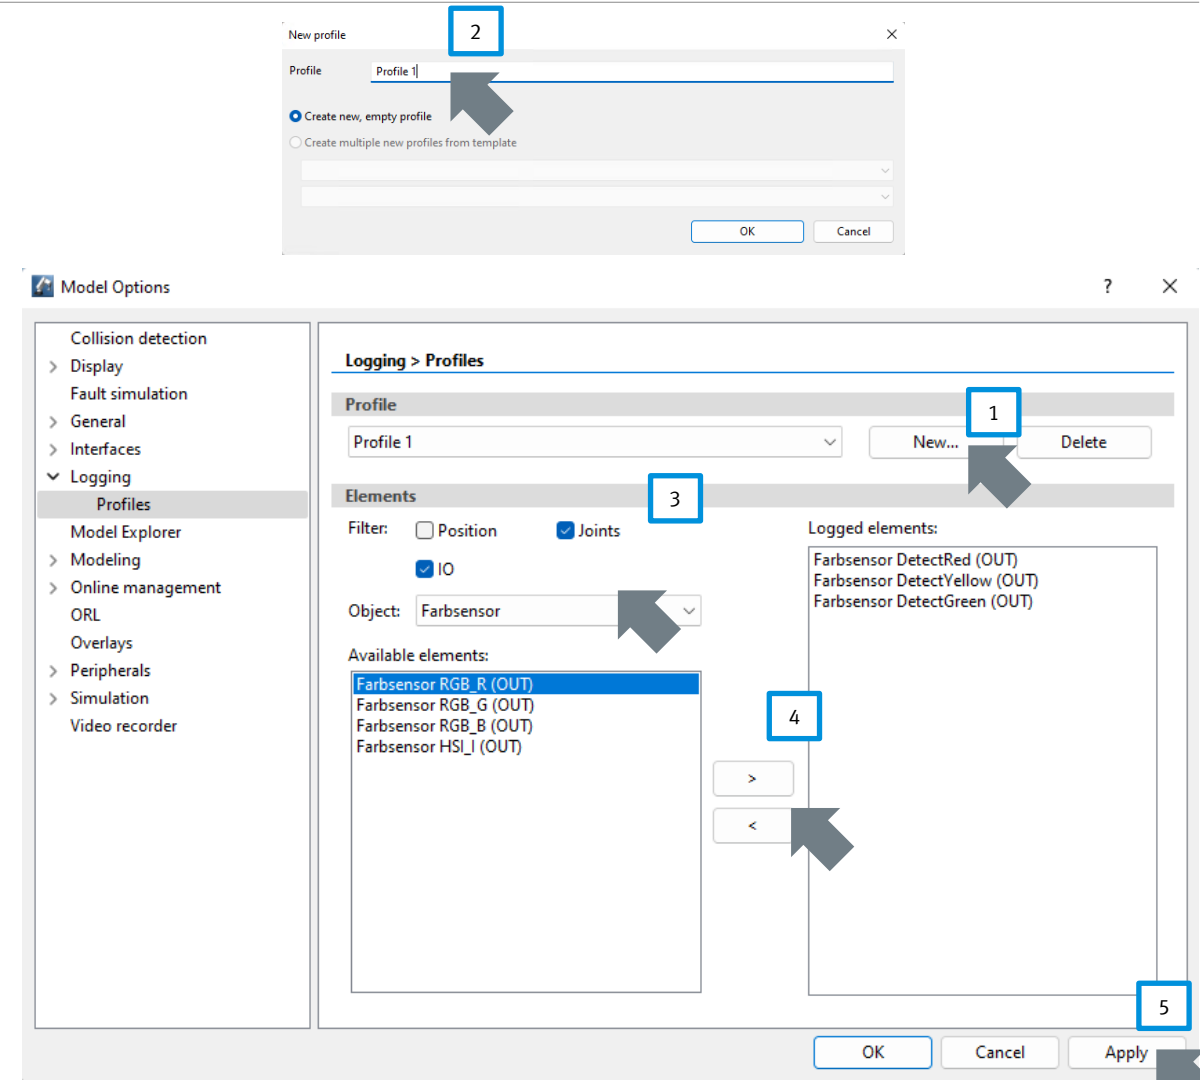 2
New profile
Profile
Profile 1
Create new, empty profile
Create multiple new profiles from template
OK
Cancel
Model Options
?
Collision detection
Display
Fault simulation
General
Interfaces
Logging
Profiles
Model Explorer
Modeling
Online management
ORL
Overlays
Peripherals
Simulation
Video recorder
Logging > Profiles
Profile
1
Profile 1
New...
Delete
Elements
3
Filter:
Position
Joints
IO
Object:
Farbsensor
Available elements:
Farbsensor RGB_R (OUT)
Farbsensor RGB_G (OUT)
Farbsensor RGB_B (OUT)
Farbsensor HSI_I (OUT)
4
>
<
Logged elements:
Farbsensor DetectRed (OUT)
Farbsensor DetectYellow (OUT)
Farbsensor DetectGreen (OUT)
5
OK
Cancel
Apply